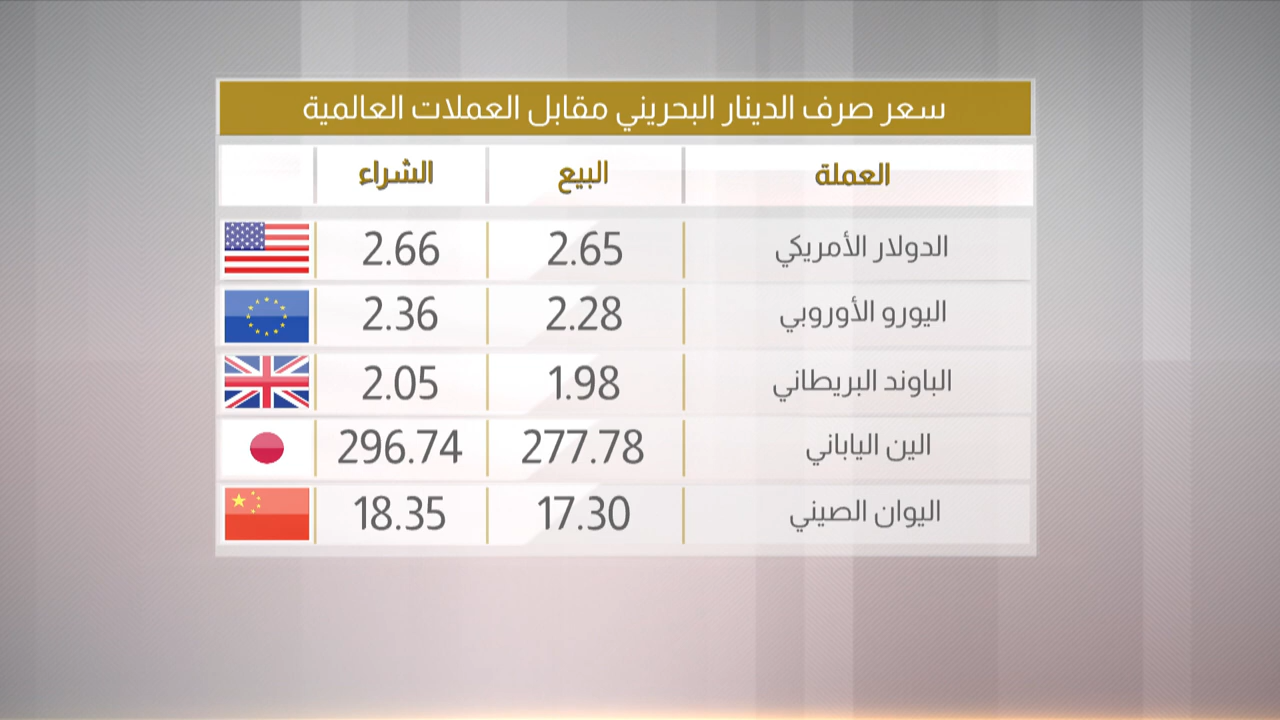 سعر صرف الدينار البحريني مقابل العملات العالمية
العملة البيع الشراء
الدولار الأمريكي 2.65 2.66
اليورو الأوروبي 2.28 2.36
الباوند البريطاني 1.98 2.05
الين الياباني 277.78 296.74
اليوان الصيني 17.30 18.35